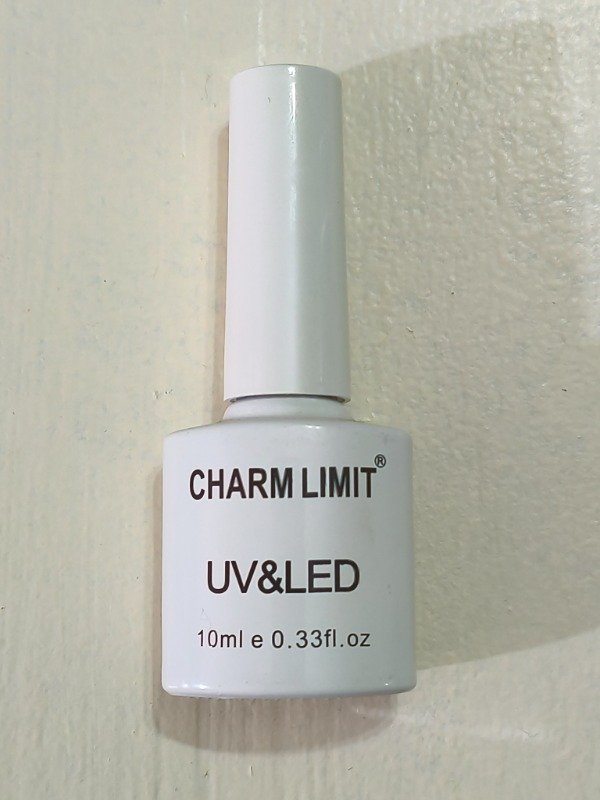 CHARM LIMIT®
UV&LED
10ml e 0.33fl.oz